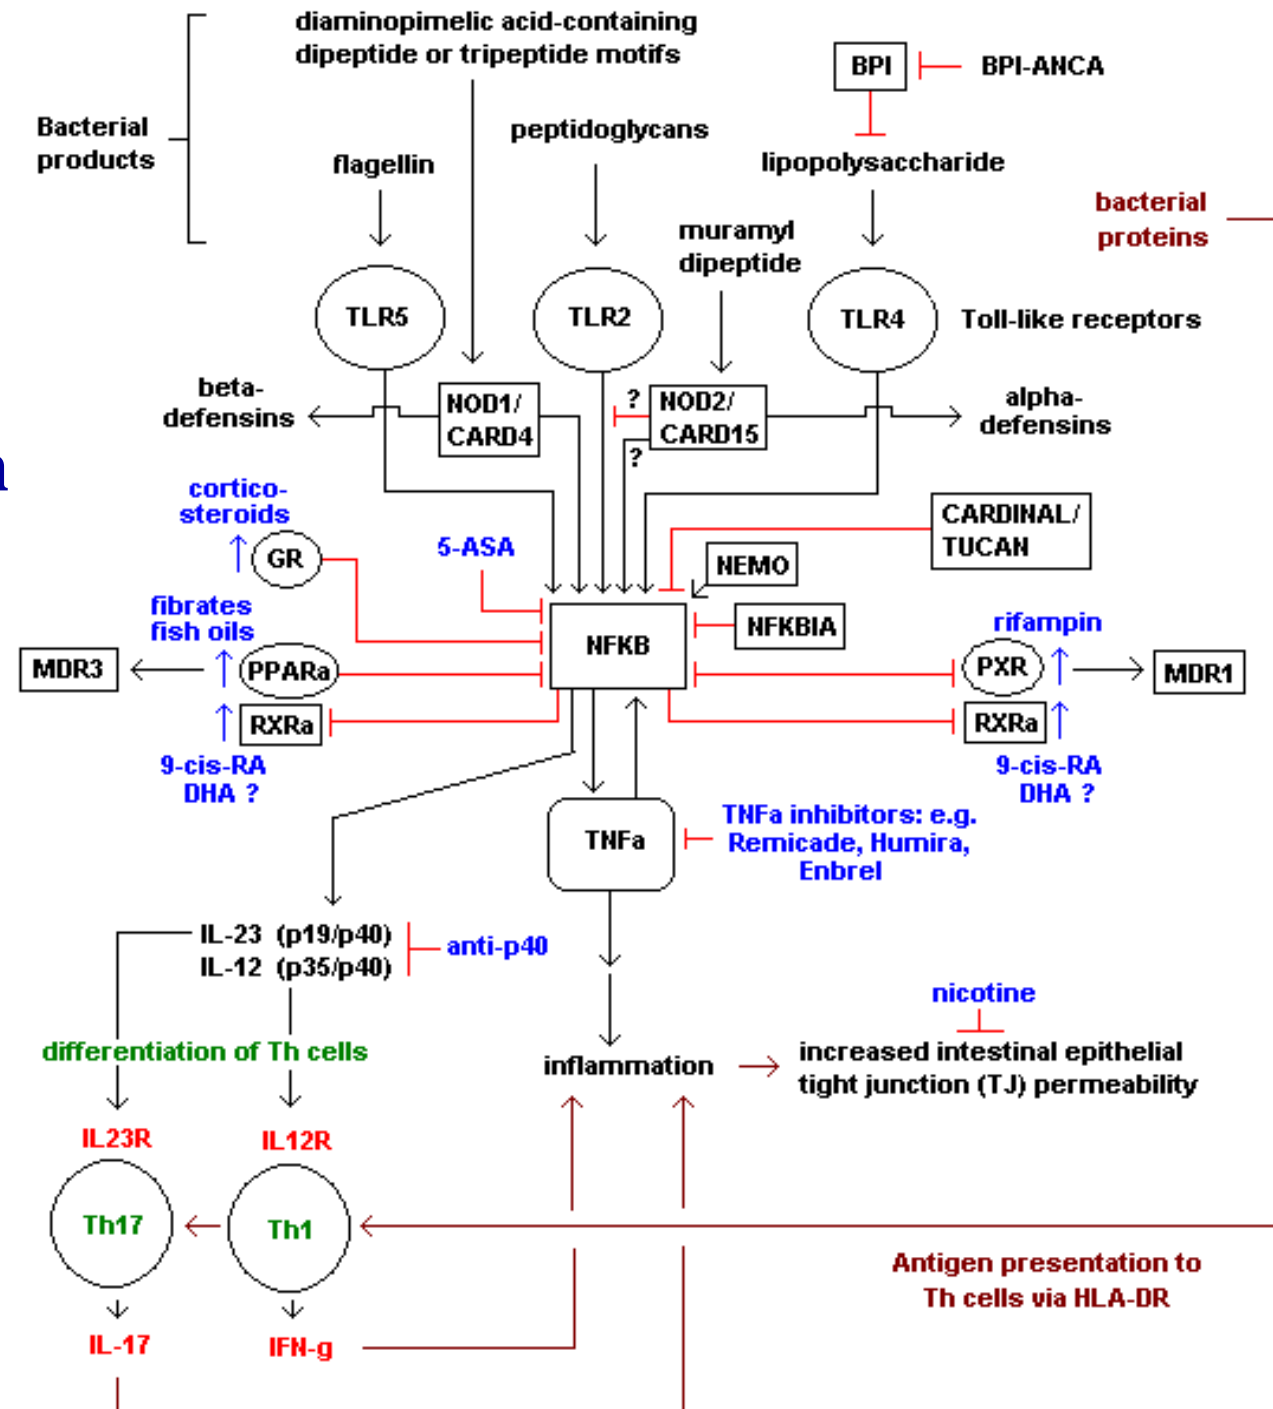 diaminopimelic acid-containing
dipeptide or tripeptide motifs
BPI
BPI-ANCA
Bacterial
products
peptidoglycans
flagellin
lipopolysaccharide
bacterial
proteins
muramyl
dipeptide
TLR5
TLR2
TLR4
Toll-like receptors
beta-
defensins
NOD1/
CARD4
?
NOD2/
CARD15
?
alpha-
defensins
cortico-
steroids
GR
5-ASA
CARDINAL/
TUCAN
NEMO
fibrates
fish oils
NFKB
NFKBIA
rifampin
MDR3
PPARa
PXR
MDR1
RXRa
RXRa
9-cis-RA
DHA ?
9-cis-RA
DHA ?
TNFa
TNFa inhibitors: e.g.
Remicade, Humira,
Enbrel
IL-23 (p19/p40)
IL-12 (p35/p40)
anti-p40
nicotine
differentiation of Th cells
inflammation
increased intestinal epithelial
tight junction (TJ) permeability
IL23R
IL12R
Th17
Th1
Antigen presentation to
Th cells via HLA-DR
IL-17
IFN-g